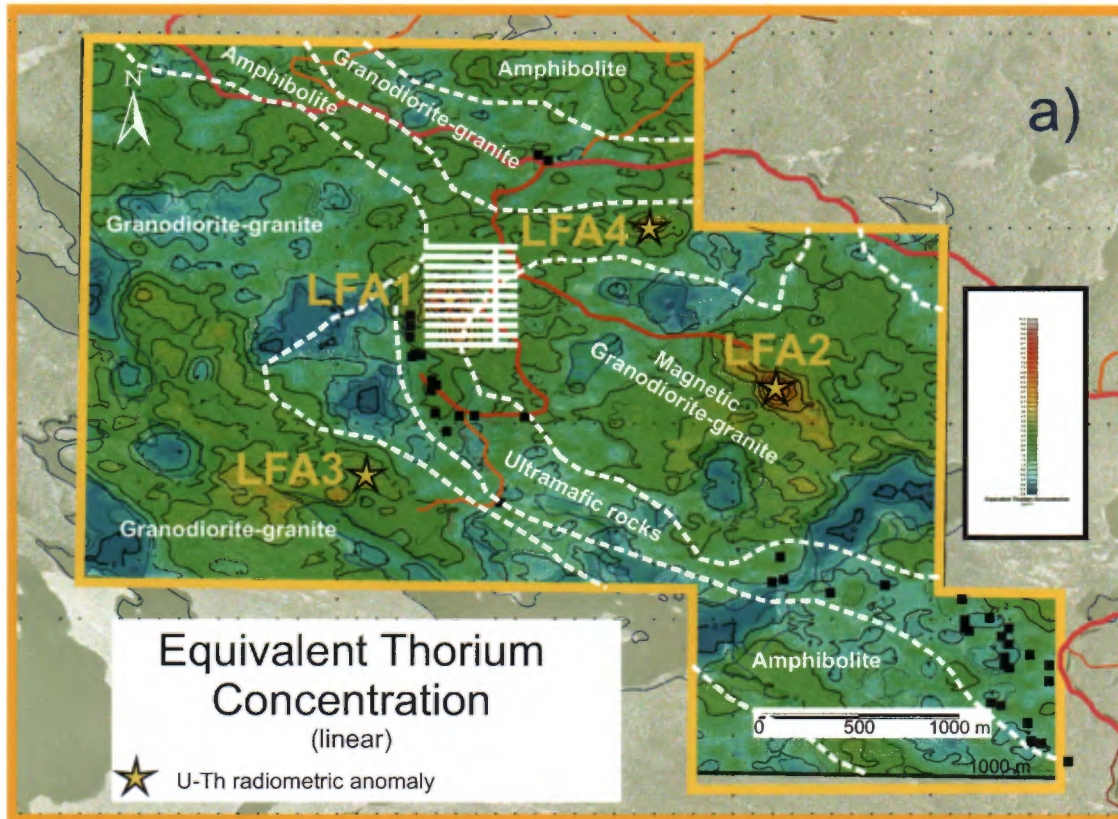 a)
N
Amphibolite
Granodiorite-granite
Amphibolite
Granodiorite-granite
LFA4
LFA1
LFA2
Magnetic
Granodiorite-granite
LFA3
Ultramafic rocks
Granodiorite-granite
Amphibolite
0 500 1000 m
1000 m
Equivalent Thorium
Concentration
(linear)
U-Th radiometric anomaly